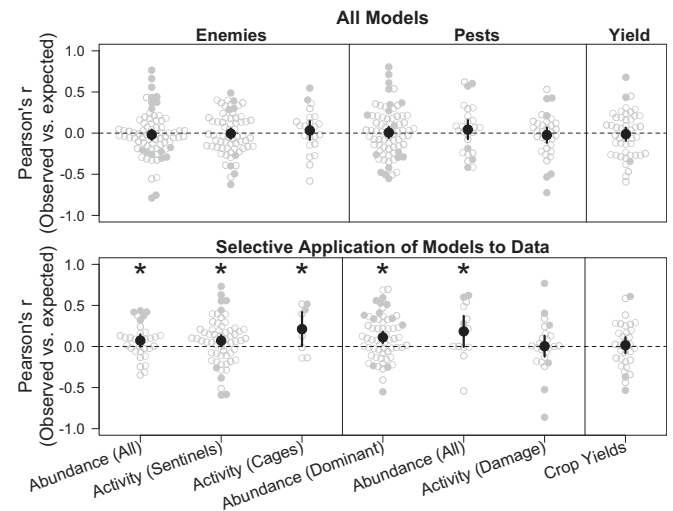 All Models
Enemies Pests Yield
1.0
0.5
0.0
-0.5
-1.0
Pearson's r
(Observed vs. expected)
Selective Application of Models to Data
* * * * *
1.0
0.5
0.0
-0.5
-1.0
Pearson's r
(Observed vs. expected)
Abundance (All)
Activity (Sentinels)
Activity (Cages)
Abundance (Dominant)
Abundance (All)
Activity (Damage)
Crop Yields